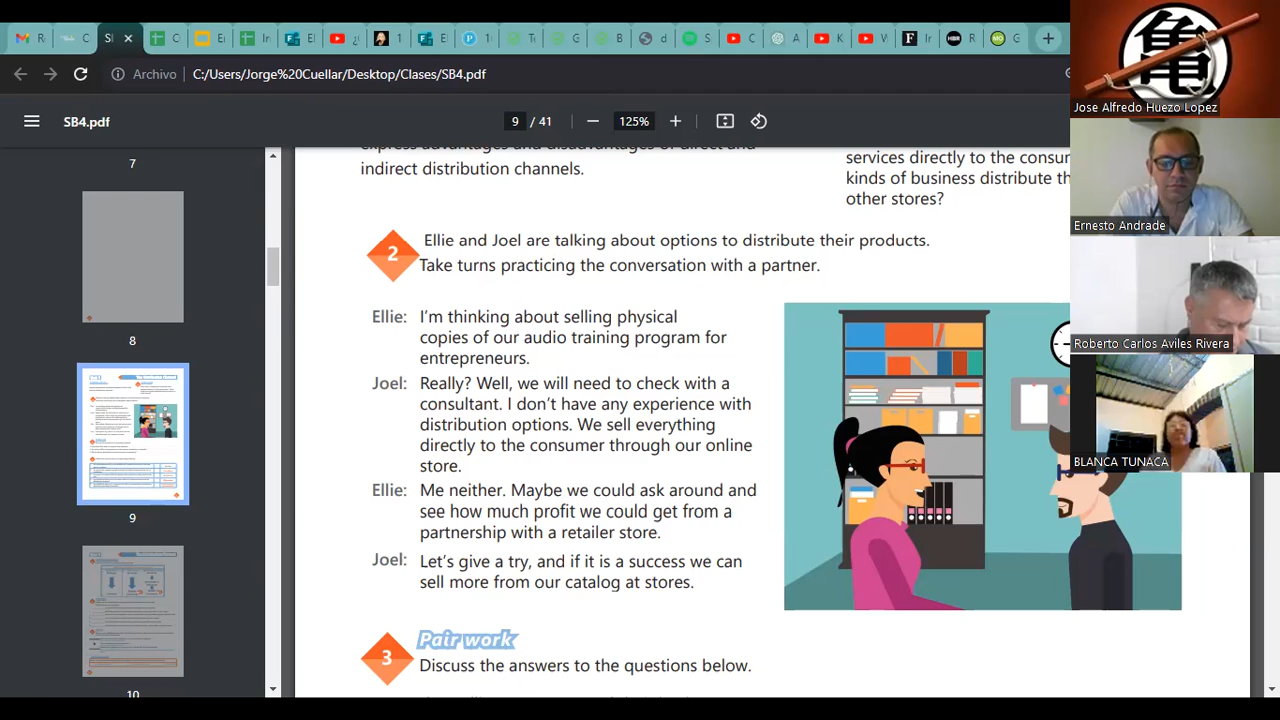 Archivo
C:/Users/Jorge%20Cuellar/Desktop/Clases/SB4.pdf
SB4.pdf
9 / 41
125%
7
8
9
10
express advantages and disadvantages of direct and
indirect distribution channels.
services directly to the consu
kinds of business distribute th
other stores?
2
Ellie and Joel are talking about options to distribute their products.
Take turns practicing the conversation with a partner.
Ellie: I'm thinking about selling physical
copies of our audio training program for
entrepreneurs.
Joel: Really? Well, we will need to check with a
consultant. I don't have any experience with
distribution options. We sell everything
directly to the consumer through our online
store.
Ellie: Me neither. Maybe we could ask around and
see how much profit we could get from a
partnership with a retailer store.
Joel: Let's give a try, and if it is a success we can
sell more from our catalog at stores.
3
Pair work
Discuss the answers to the questions below.
亀
Jose Alfredo Huezo Lopez
Ernesto Andrade
Roberto Carlos Aviles Rivera
BLANCA TUNACA